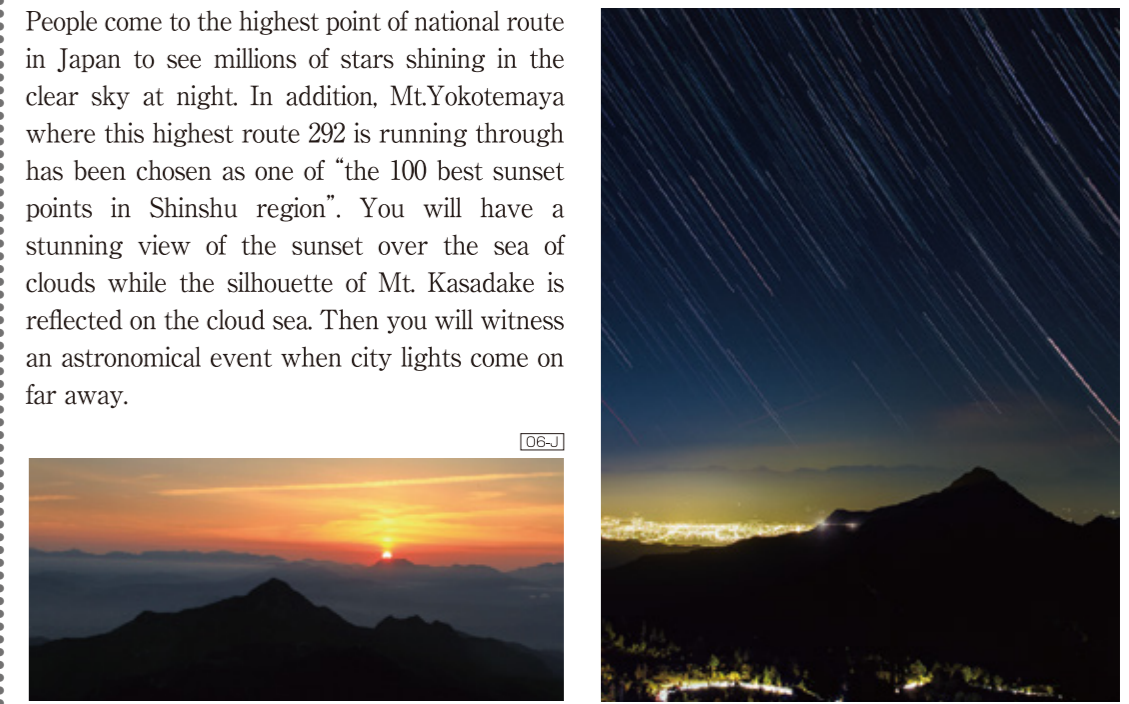 People come to the highest point of national route
in Japan to see millions of stars shining in the
clear sky at night. In addition, Mt.Yokotemaya
where this highest route 292 is running through
has been chosen as one of “the 100 best sunset
points in Shinshu region”. You will have a
stunning view of the sunset over the sea of
clouds while the silhouette of Mt. Kasadake is
reflected on the cloud sea. Then you will witness
an astronomical event when city lights come on
far away.
06-J